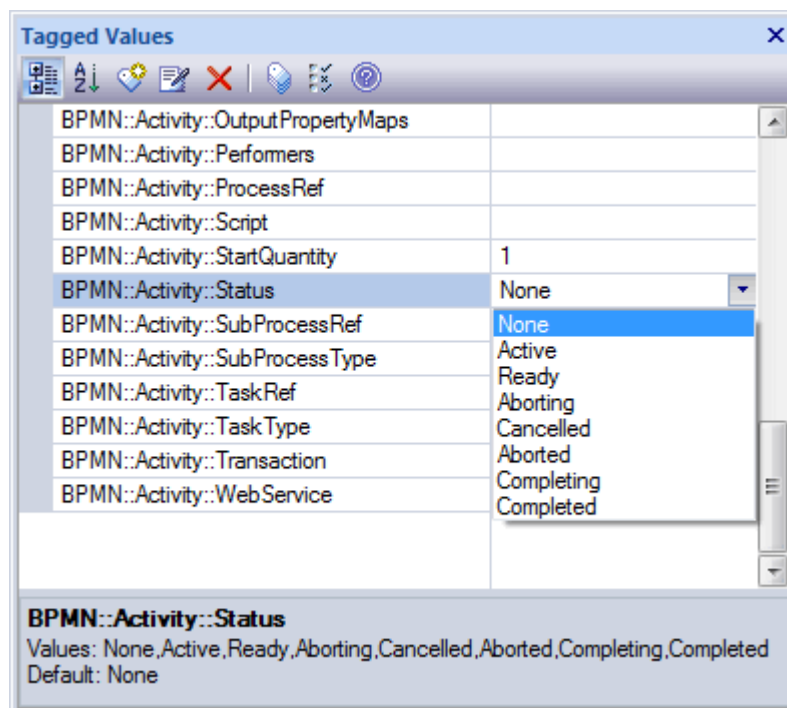 Tagged Values
BPMN::Activity::OutputPropertyMaps
BPMN::Activity::Performers
BPMN::Activity::ProcessRef
BPMN::Activity::Script
BPMN::Activity::StartQuantity 1
BPMN::Activity::Status None
BPMN::Activity::SubProcessRef None
BPMN::Activity::SubProcessType Active
BPMN::Activity::TaskRef Ready
BPMN::Activity::TaskType Aborting
BPMN::Activity::Transaction Cancelled
BPMN::Activity::WebService Aborted
Completing
Completed
BPMN::Activity::Status
Values: None,Active,Ready,Aborting,Cancelled,Aborted,Completing,Completed
Default: None